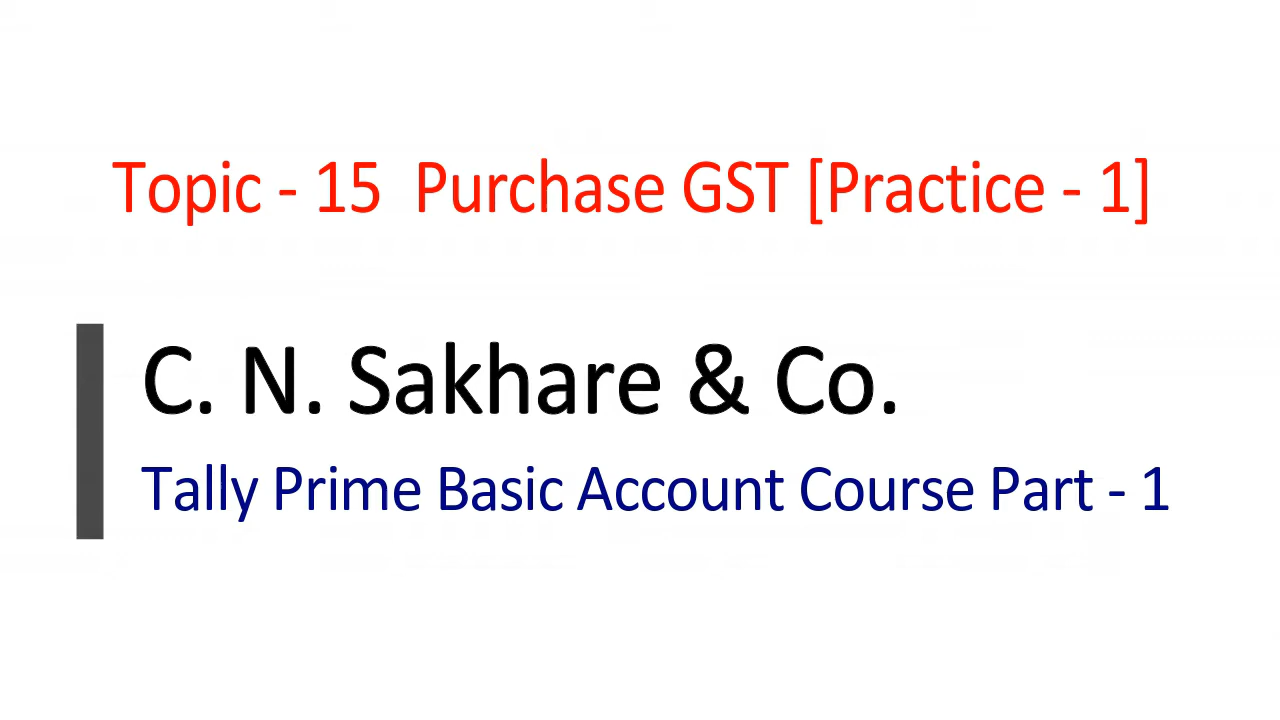 Topic - 15 Purchase GST [Practice - 1]
C. N. Sakhare & Co.
Tally Prime Basic Account Course Part - 1